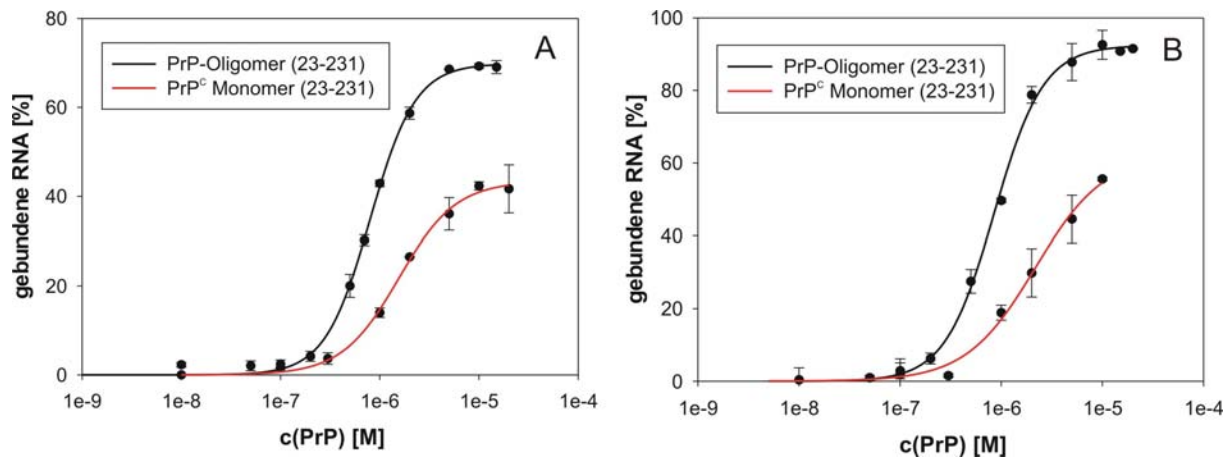 A
PrP-Oligomer (23-231)
PrPᶜ Monomer (23-231)
gebundene RNA [%]
80
60
40
20
0
1e-9 1e-8 1e-7 1e-6 1e-5 1e-4
c(PrP) [M]
B
PrP-Oligomer (23-231)
PrPᶜ Monomer (23-231)
gebundene RNA [%]
100
80
60
40
20
0
1e-9 1e-8 1e-7 1e-6 1e-5 1e-4
c(PrP) [M]